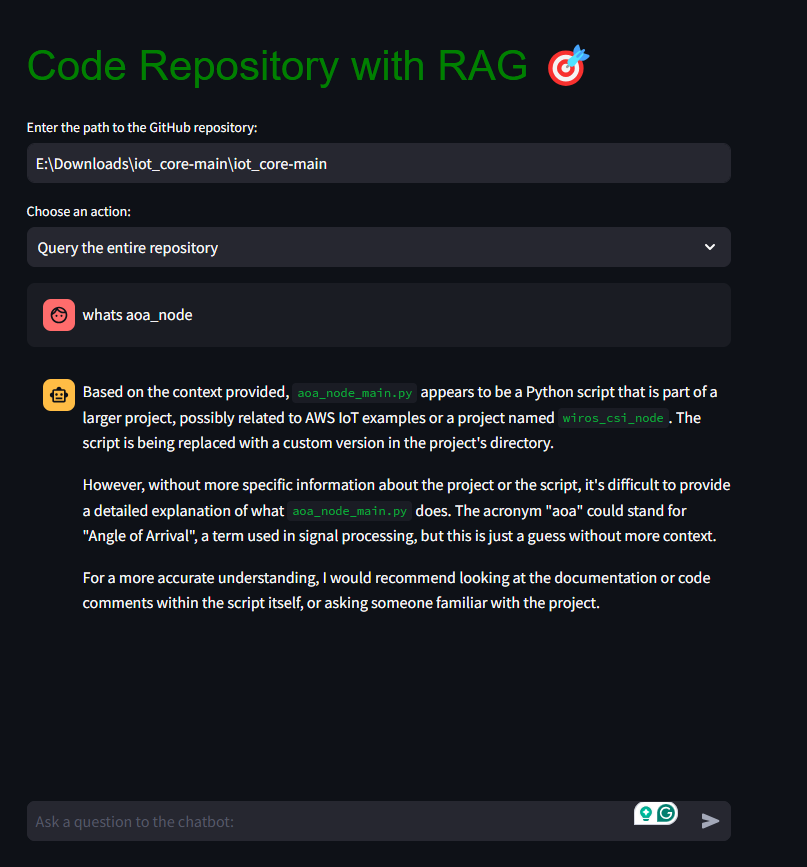 Code Repository with RAG 🎯
Enter the path to the GitHub repository:
E:\Downloads\iot_core-main\iot_core-main
Choose an action:
Query the entire repository
whats aoa_node
Based on the context provided, aoa_node_main.py appears to be a Python script that is part of a
larger project, possibly related to AWS IoT examples or a project named wiros_csi_node. The
script is being replaced with a custom version in the project's directory.
However, without more specific information about the project or the script, it's difficult to provide
a detailed explanation of what aoa_node_main.py does. The acronym "aoa" could stand for
"Angle of Arrival", a term used in signal processing, but this is just a guess without more context.
For a more accurate understanding, I would recommend looking at the documentation or code
comments within the script itself, or asking someone familiar with the project.
Ask a question to the chatbot: